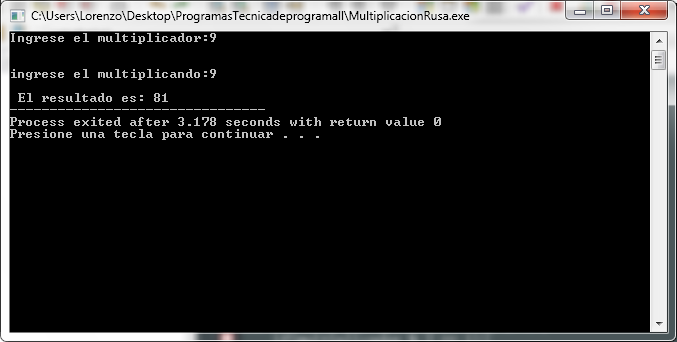 C:\Users\Lorenzo\Desktop\ProgramasTecnicadeprogramaII\MultiplicacionRusa.exe
Ingrese el multiplicador:9
ingrese el multiplicando:9
El resultado es: 81
--------------------------------
Process exited after 3.178 seconds with return value 0
Presione una tecla para continuar . . .